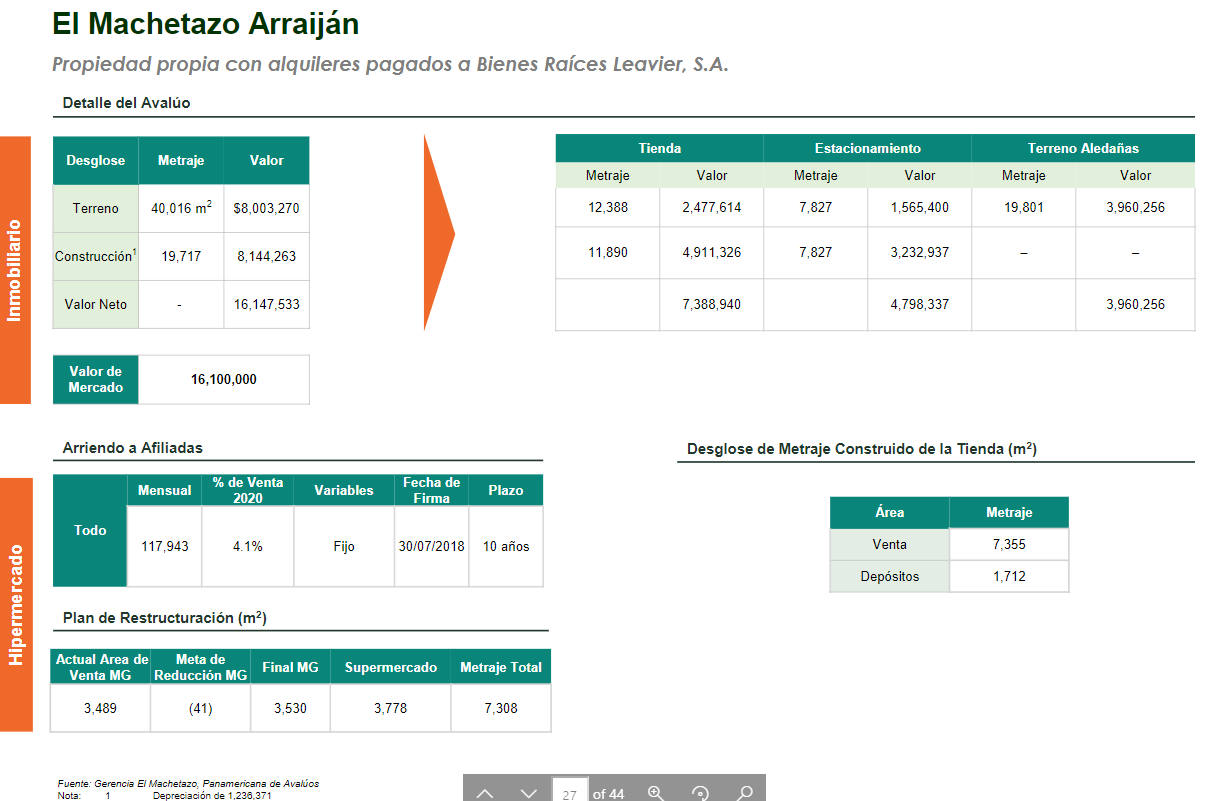 El Machetazo Arraiján
Propiedad propia con alquileres pagados a Bienes Raíces Leavier, S.A.
Detalle del Avalúo
Inmobiliario
Desglose Metraje Valor
Terreno 40,016 m² $8,003,270
Construcción¹ 19,717 8,144,263
Valor Neto - 16,147,533
Valor de Mercado 16,100,000
Tienda Estacionamiento Terreno Aledañas
Metraje Valor Metraje Valor Metraje Valor
12,388 2,477,614 7,827 1,565,400 19,801 3,960,256
11,890 4,911,326 7,827 3,232,937 – –
7,388,940 4,798,337 3,960,256
Hipermercado
Arriendo a Afiliadas
Mensual % de Venta 2020 Variables Fecha de Firma Plazo
Todo 117,943 4.1% Fijo 30/07/2018 10 años
Plan de Restructuración (m²)
Actual Area de Venta MG Meta de Reducción MG Final MG Supermercado Metraje Total
3,489 (41) 3,530 3,778 7,308
Desglose de Metraje Construido de la Tienda (m²)
Área Metraje
Venta 7,355
Depósitos 1,712
Fuente: Gerencia El Machetazo, Panamericana de Avalúos
Nota: 1 Depreciación de 1,236,371
27 of 44